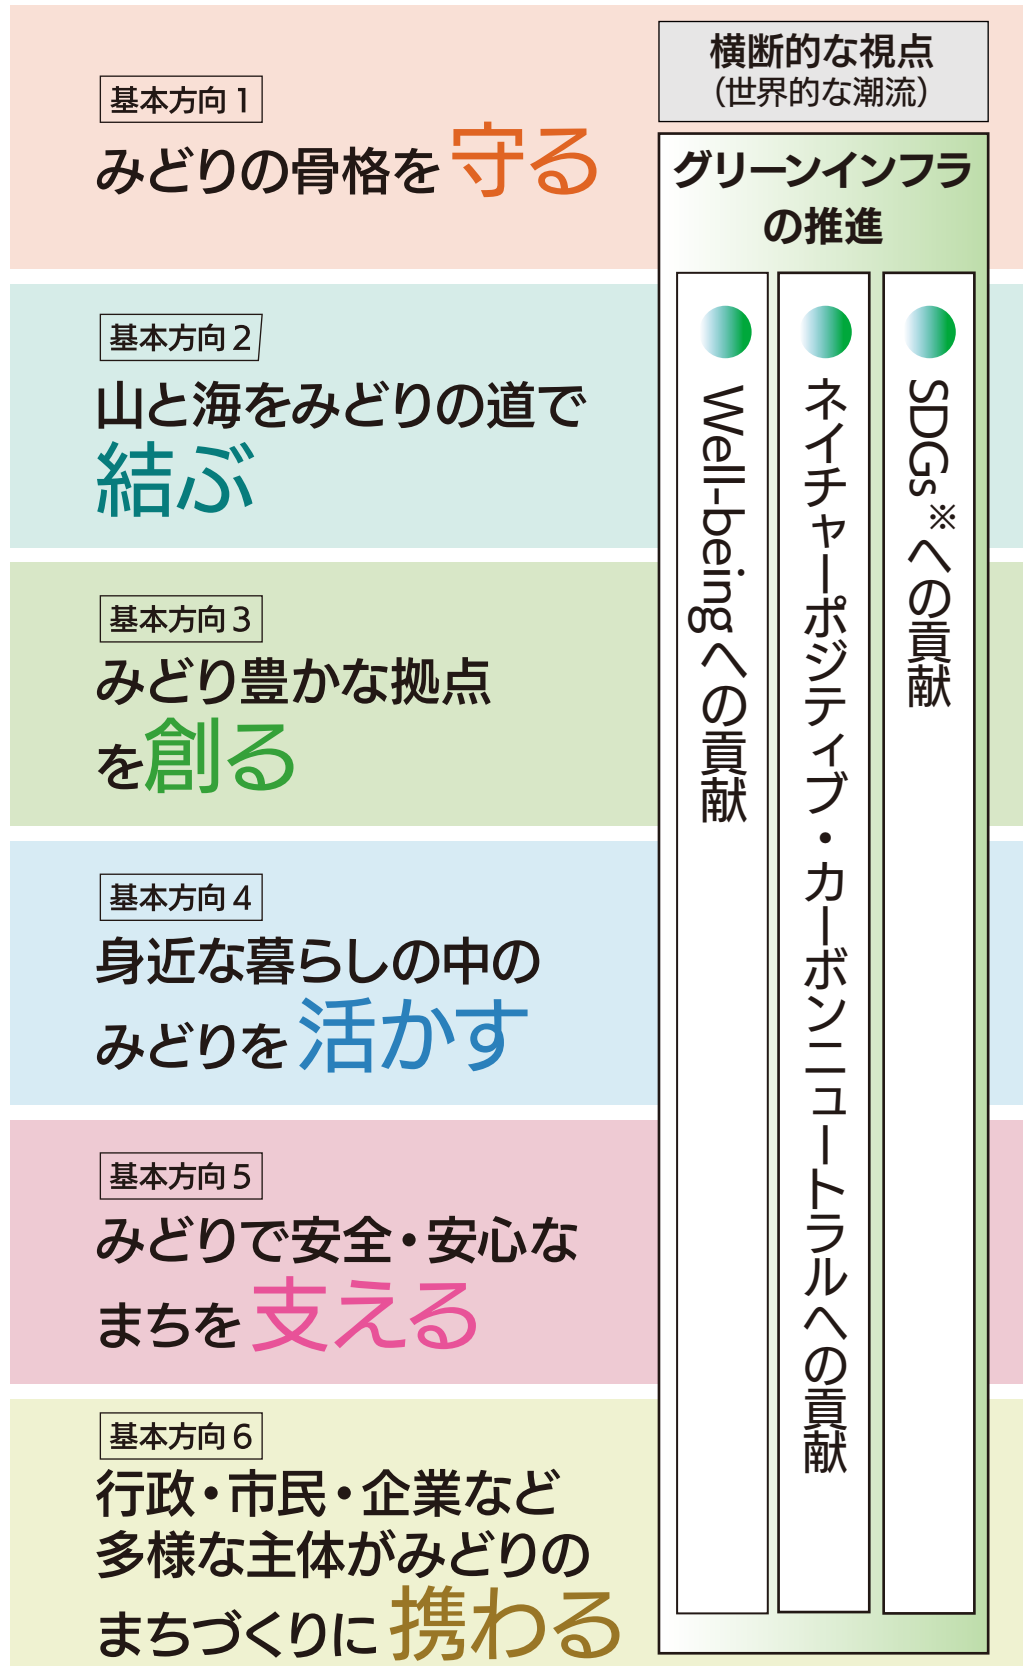 基本方向1
みどりの骨格を守る
基本方向2
山と海をみどりの道で
結ぶ
基本方向3
みどり豊かな拠点
を創る
基本方向4
身近な暮らしの中の
みどりを活かす
基本方向5
みどりで安全・安心な
まちを支える
基本方向6
行政・市民・企業など
多様な主体がみどりの
まちづくりに携わる
横断的な視点
（世界的な潮流）
グリーンインフラ
の推進
SDGs※への貢献
ネイチャーポジティブ・カーボンニュートラルへの貢献
Well-beingへの貢献